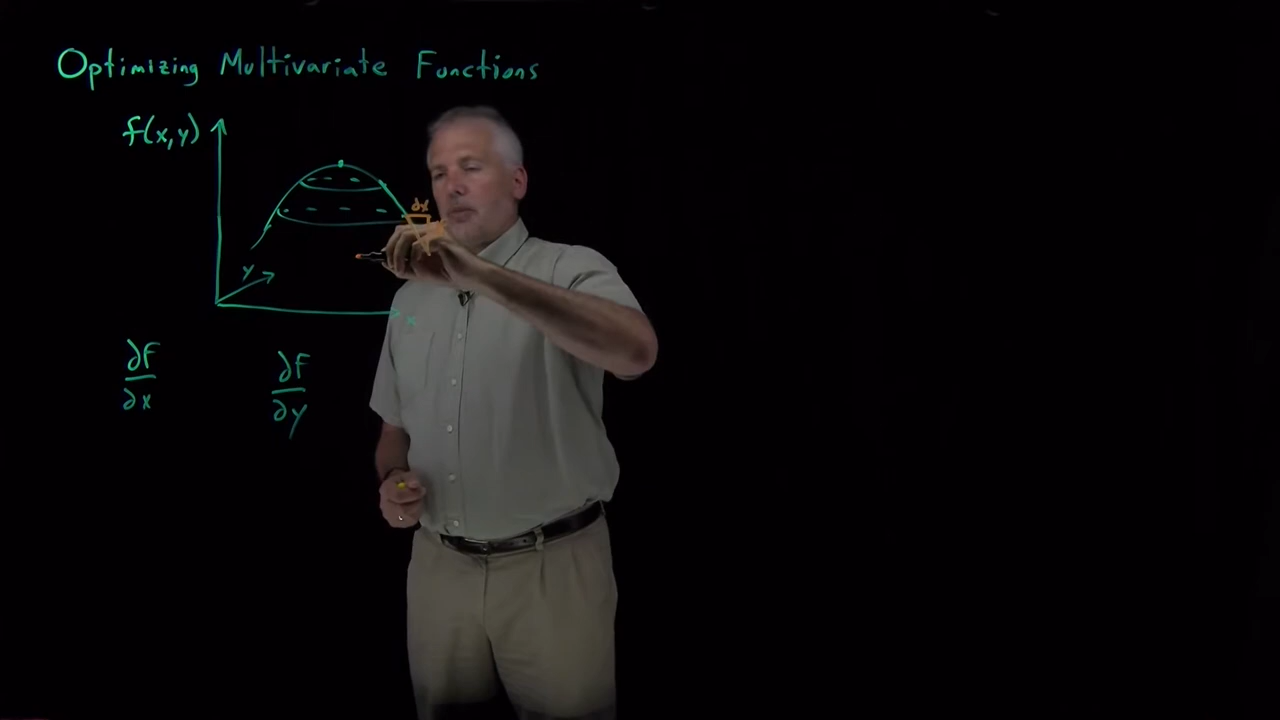 Optimizing Multivariate Functions
f(x,y)
∂x
y
x
∂f
∂x
∂f
∂y